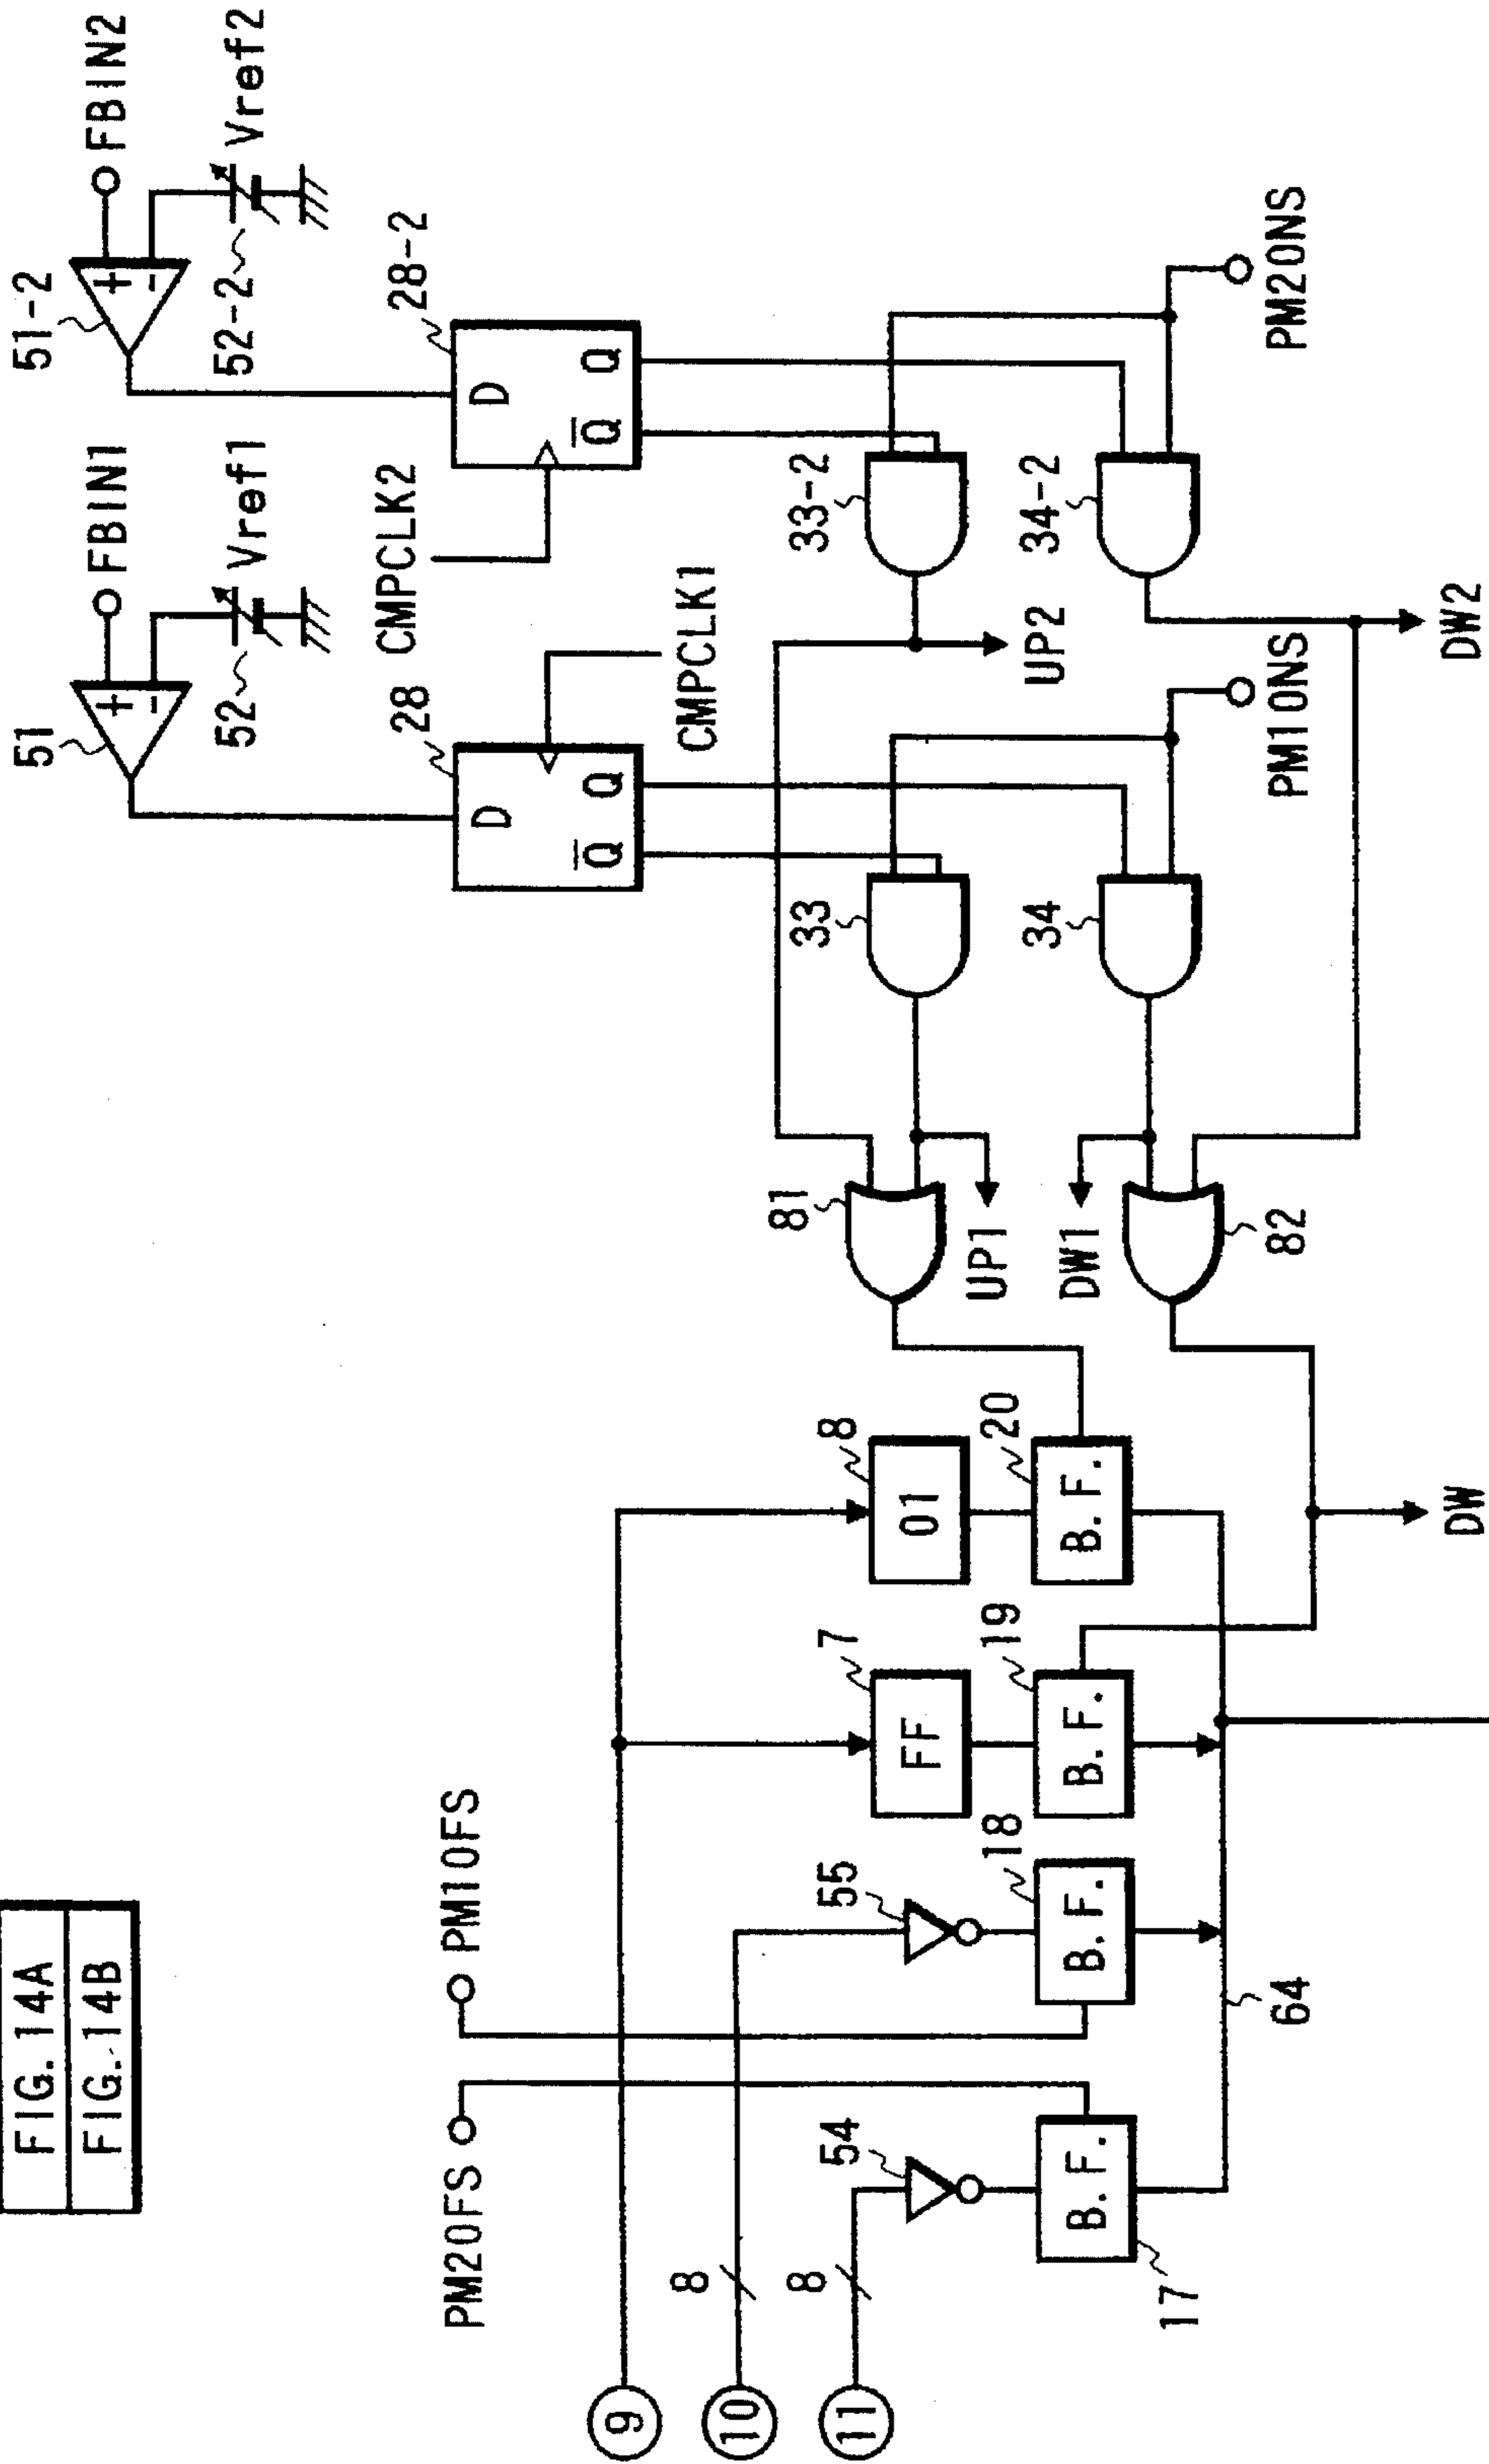 FIG. 14A
FIG. 14B
51
+
-
FBIN1
52
Vref1
51-2
+
-
FBIN2
52-2
Vref2
PM20FS
PM10FS
28
D
Q
Q
CMPCLK1
CMPCLK2
28-2
D
Q
Q
9
10
8
11
8
54
55
7
FF
8
01
81
33
33-2
UP2
17
B. F.
18
B. F.
19
B. F.
20
B. F.
UP1
DW1
34
34-2
64
82
PM10NS
PM20NS
DW
DW2